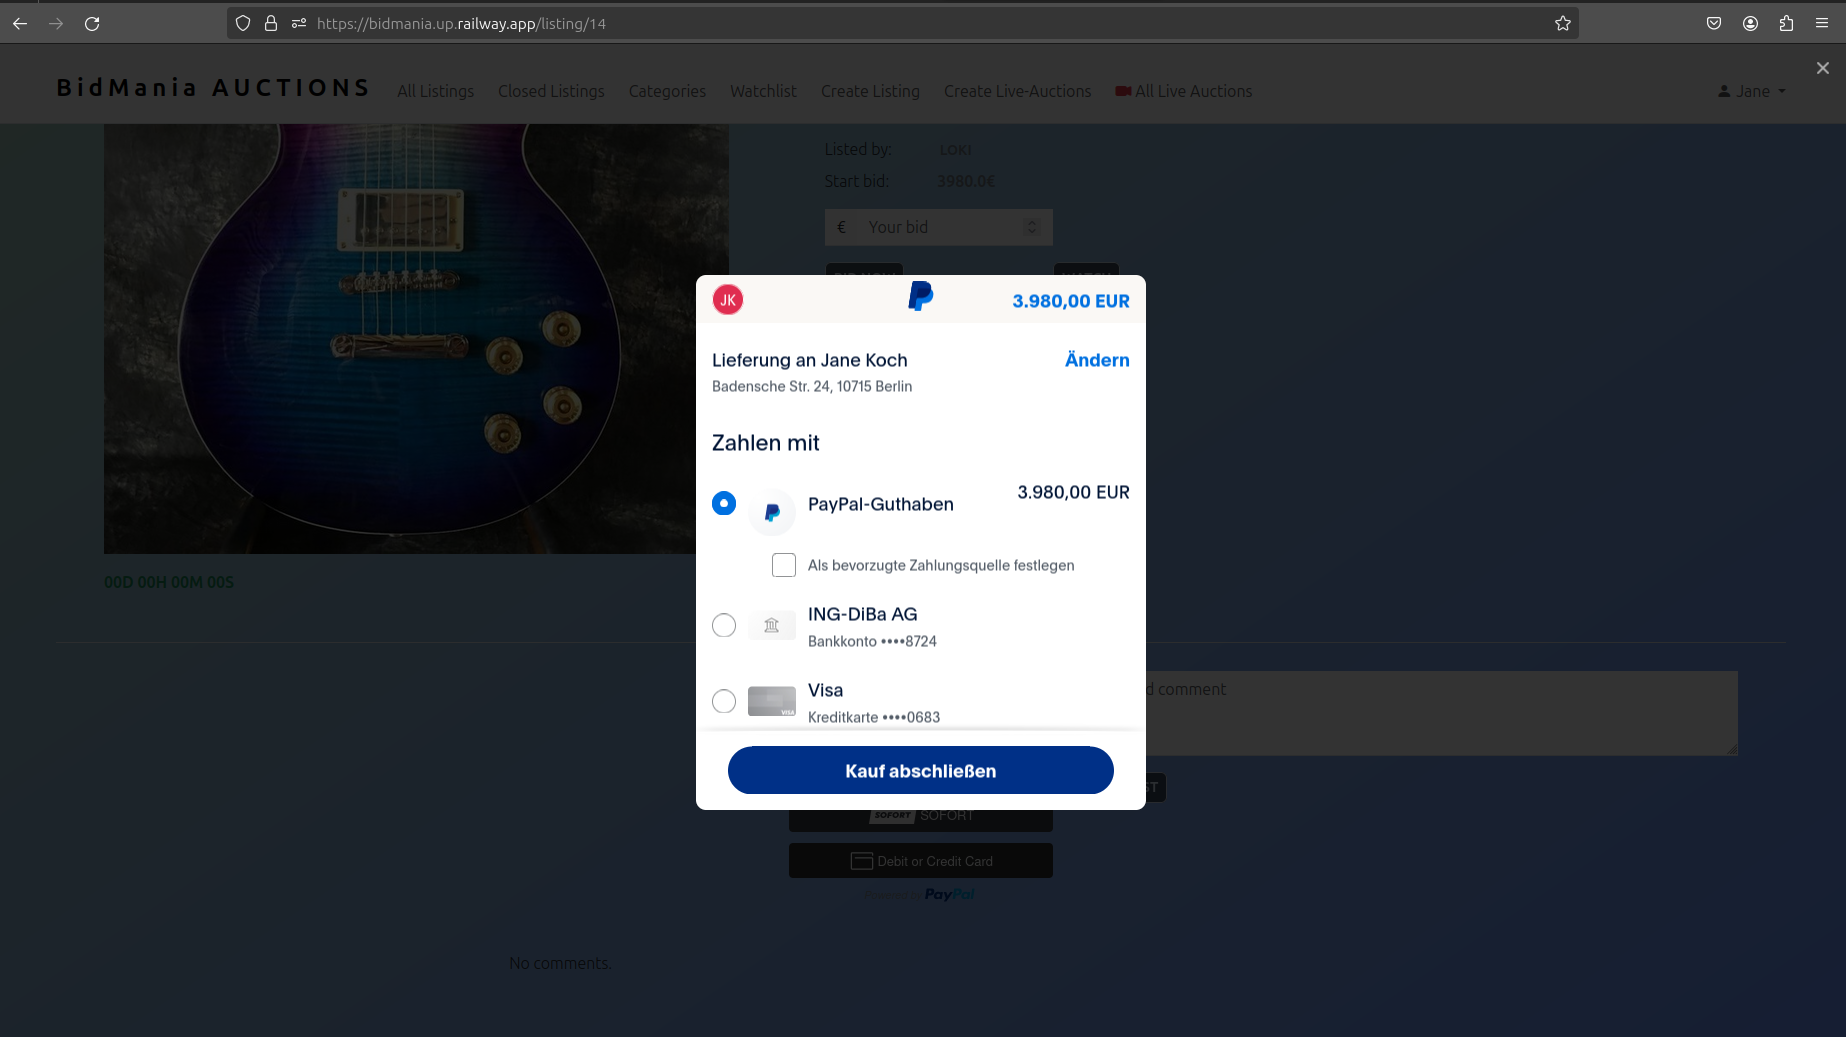 https://bidmania.up.railway.app/listing/14
BidMania AUCTIONS
All Listings
Closed Listings
Categories
Watchlist
Create Listing
Create Live-Auctions
All Live Auctions
Jane
Listed by: LOKI
Start bid: 3980.0€
€ Your bid
JK
3.980,00 EUR
Lieferung an Jane Koch
Ändern
Badensche Str. 24, 10715 Berlin
Zahlen mit
PayPal-Guthaben
3.980,00 EUR
Als bevorzugte Zahlungsquelle festlegen
ING-DiBa AG
Bankkonto ••••8724
Visa
VISA
Kreditkarte ••••0683
Kauf abschließen
00D 00H 00M 00S
comment
SOFORT SOFORT
Debit or Credit Card
PayPal
No comments.